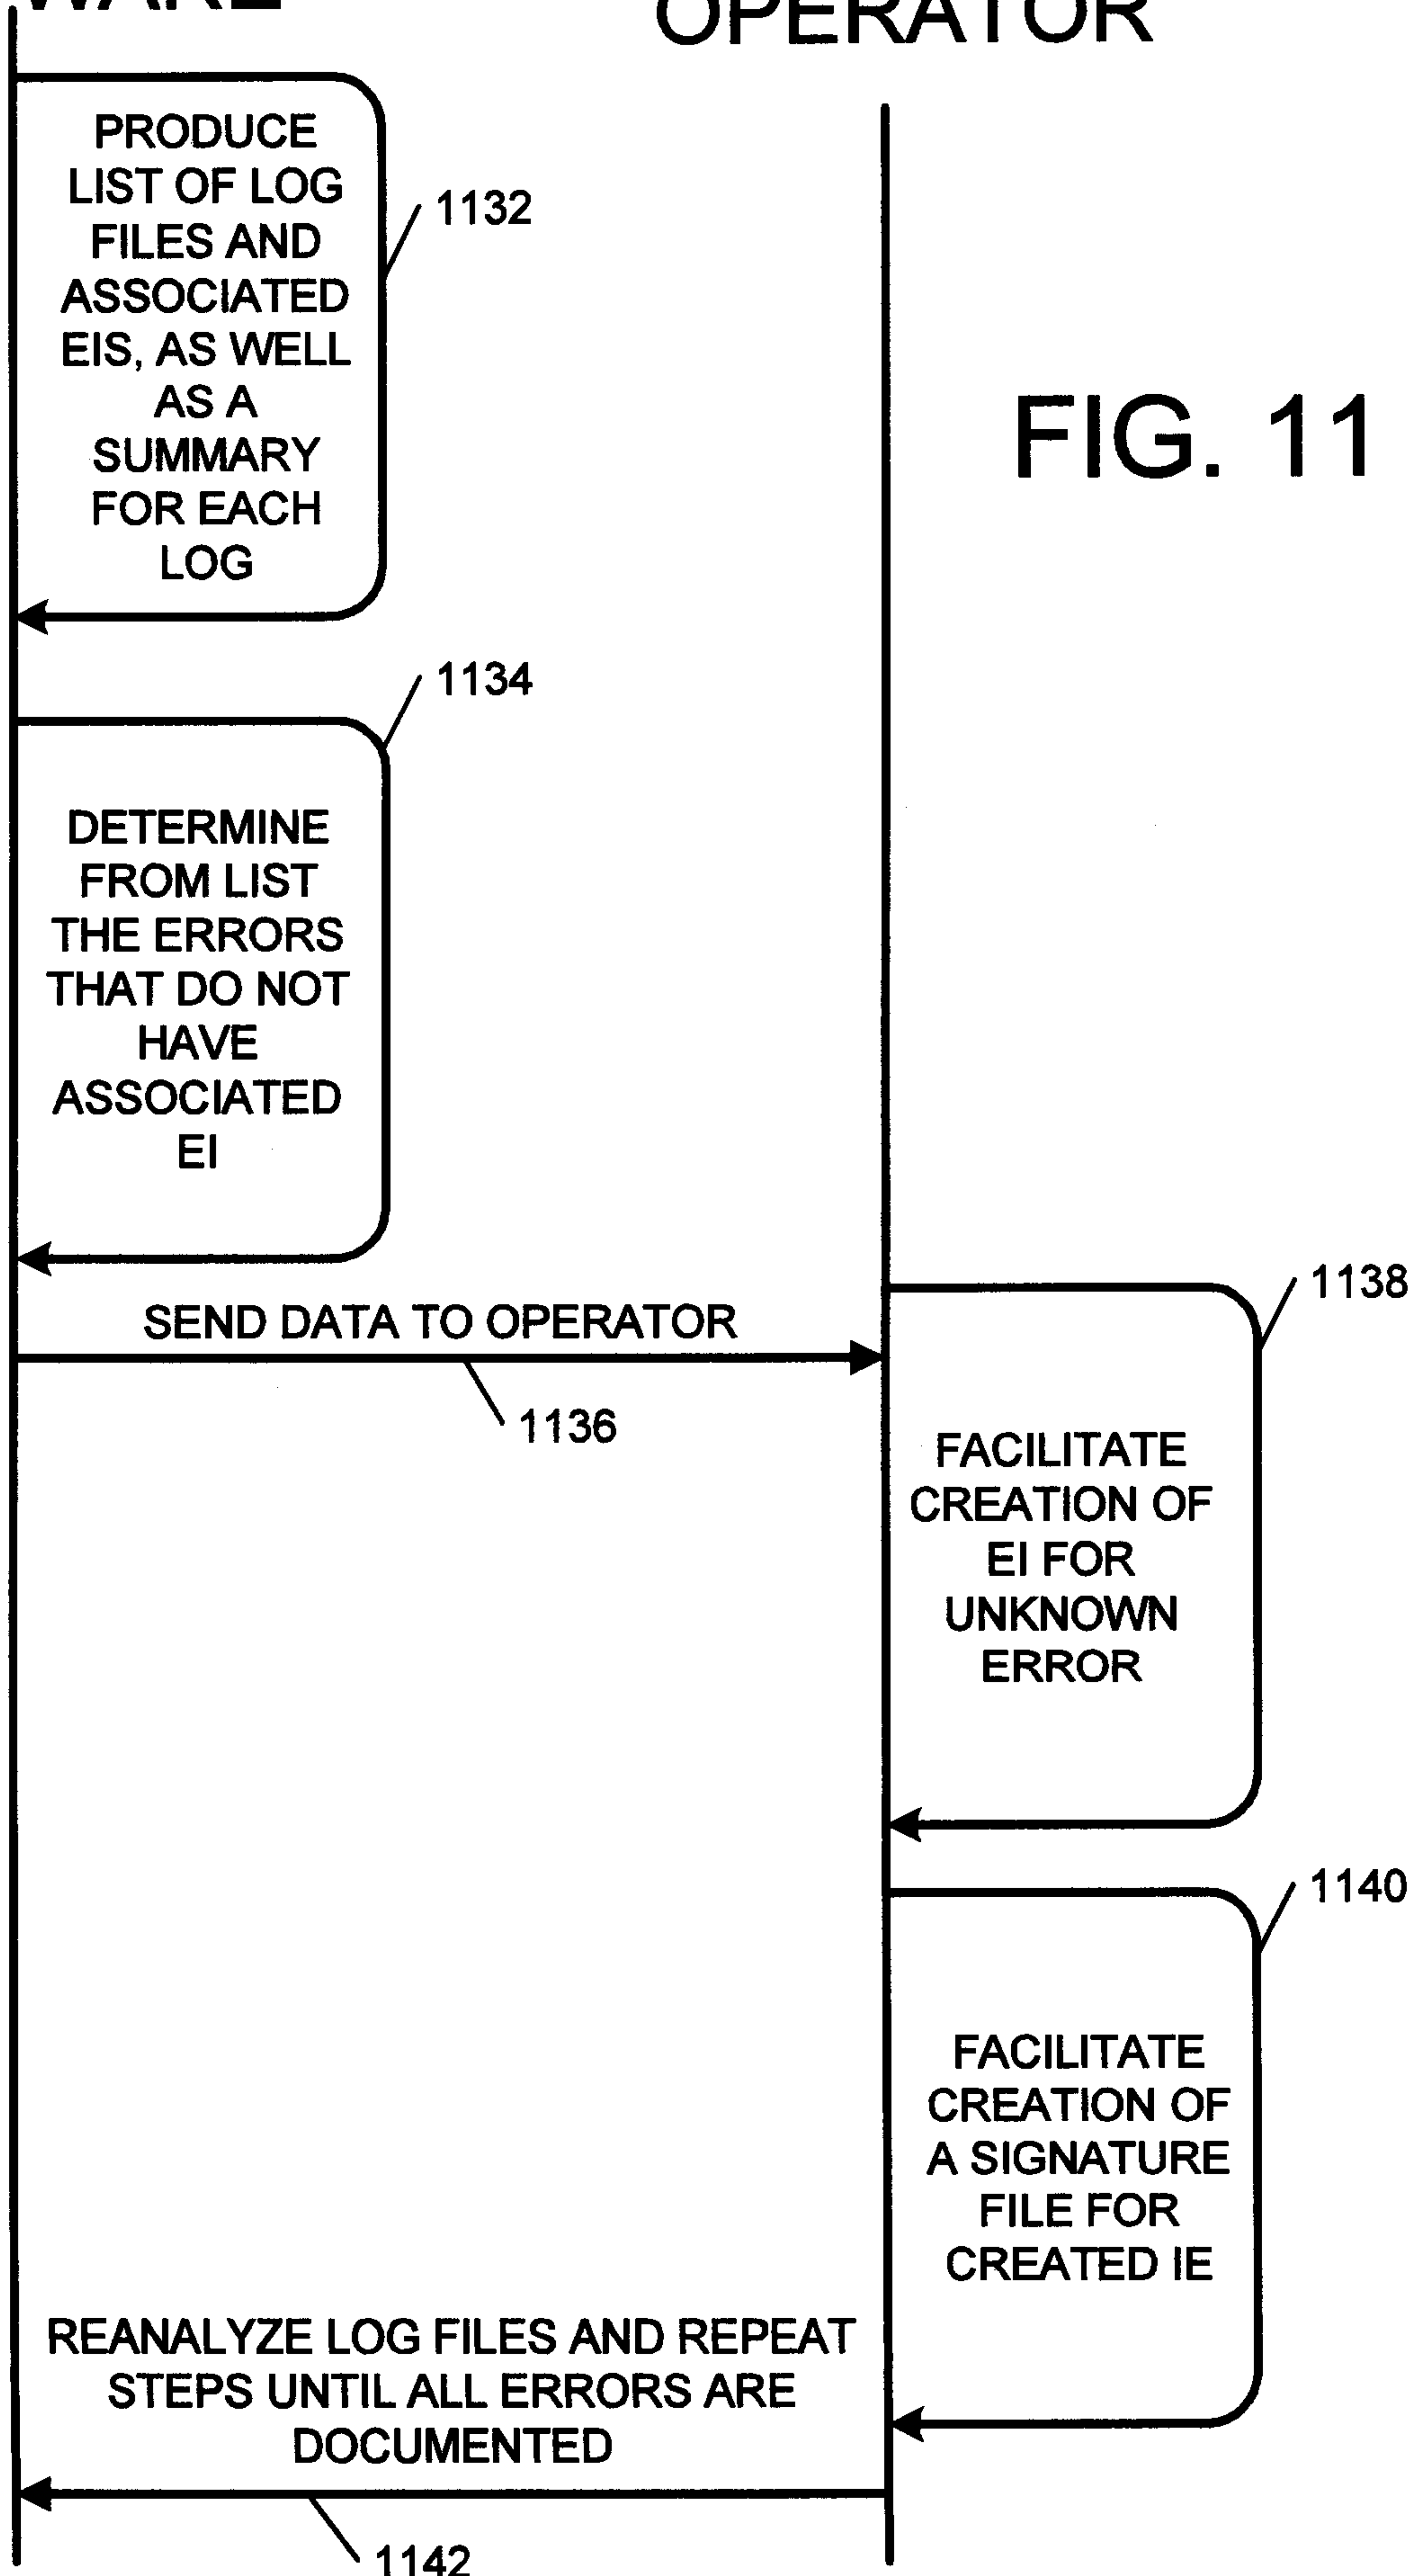 OPERATOR
PRODUCE
LIST OF LOG
FILES AND
ASSOCIATED
EIS, AS WELL
AS A
SUMMARY
FOR EACH
LOG
1132
FIG. 11
1134
DETERMINE
FROM LIST
THE ERRORS
THAT DO NOT
HAVE
ASSOCIATED
EI
SEND DATA TO OPERATOR
1136
1138
FACILITATE
CREATION OF
EI FOR
UNKNOWN
ERROR
1140
FACILITATE
CREATION OF
A SIGNATURE
FILE FOR
CREATED IE
REANALYZE LOG FILES AND REPEAT
STEPS UNTIL ALL ERRORS ARE
DOCUMENTED
1142